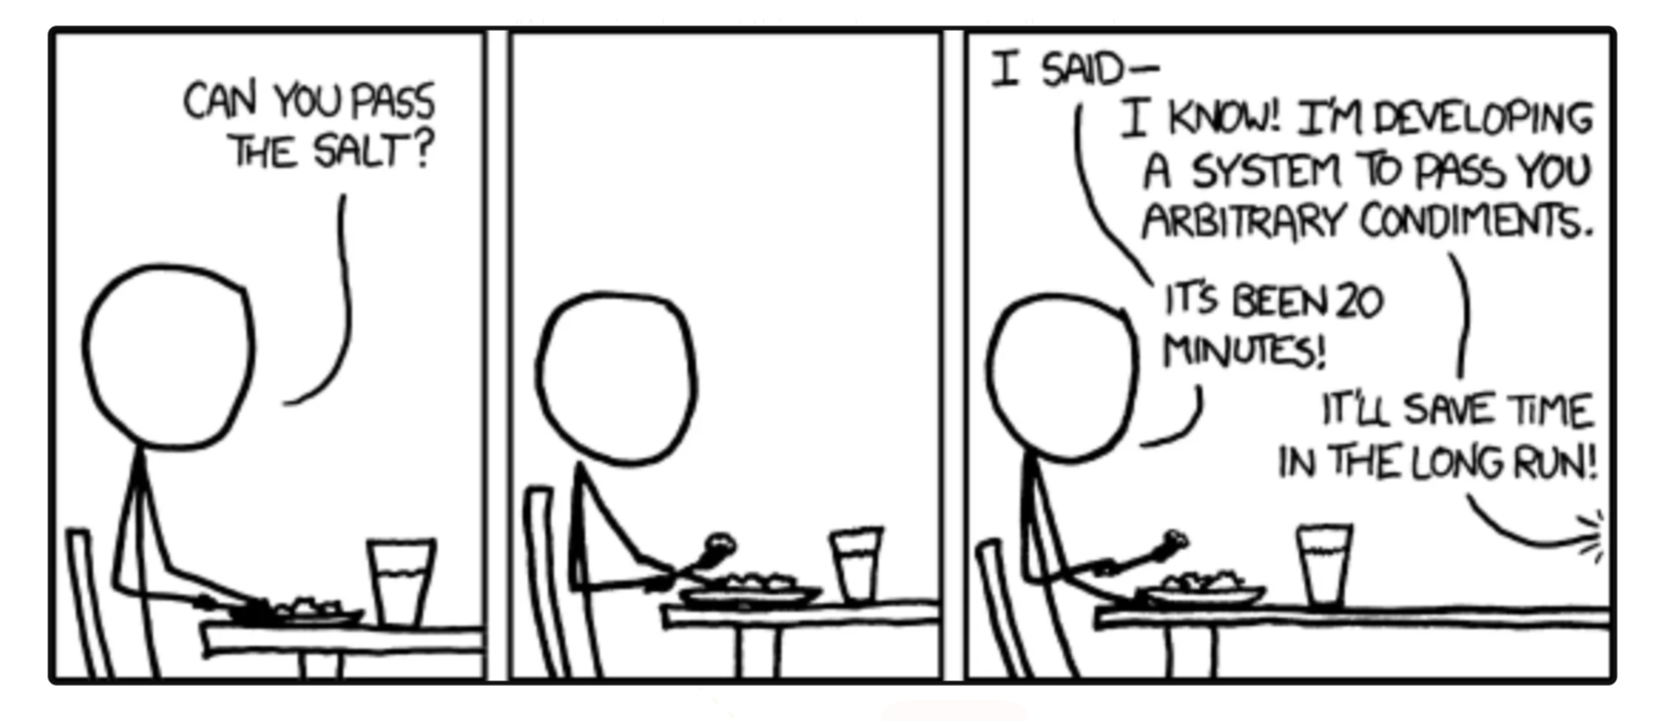 CAN YOU PASS
THE SALT?
I SAID—
I KNOW! I'M DEVELOPING
A SYSTEM TO PASS YOU
ARBITRARY CONDIMENTS.
IT'S BEEN 20
MINUTES!
IT'LL SAVE TIME
IN THE LONG RUN!